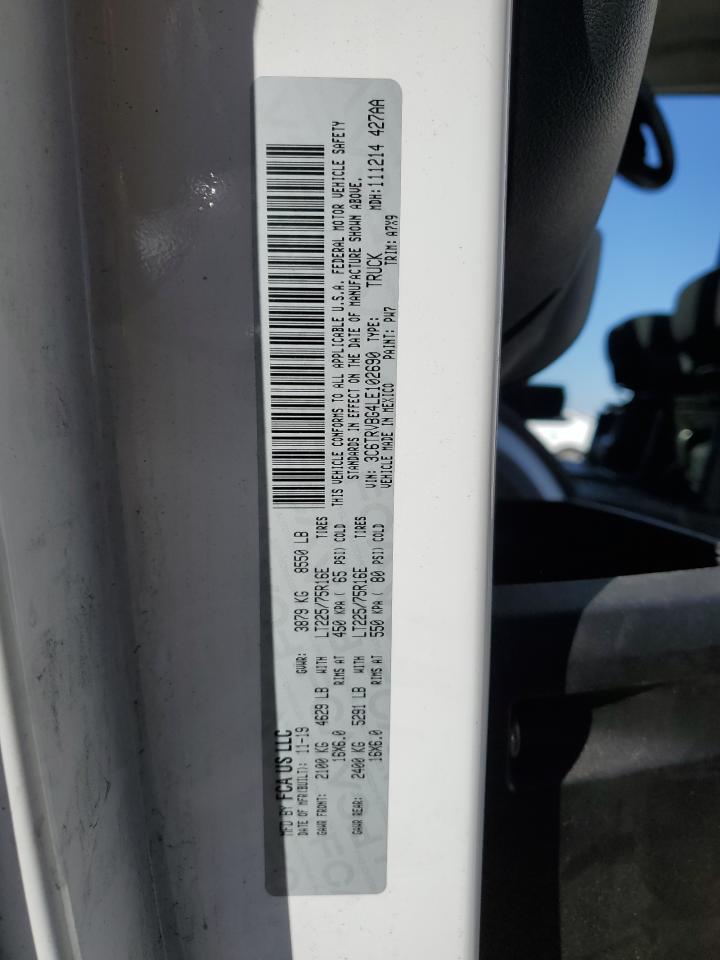 MFD BY FCA US LLC
DATE OF MFR(BUILT): 11-19 GVWR: 3879 KG 8550 LB
GAWR FRONT: 2100 KG 4629 LB WITH LT225/75R16E TIRES
16X6.0 RIMS AT 450 KPA ( 65 PSI) COLD
GAWR REAR: 2400 KG 5291 LB WITH LT225/75R16E TIRES
16X6.0 RIMS AT 550 KPA ( 80 PSI) COLD
THIS VEHICLE CONFORMS TO ALL APPLICABLE U.S.A. FEDERAL MOTOR VEHICLE SAFETY
STANDARDS IN EFFECT ON THE DATE OF MANUFACTURE SHOWN ABOVE.
VIN: 3C6TRVBG4LE102690 TYPE: TRUCK MDH:111214 427AA
VEHICLE MADE IN MEXICO PAINT: PW7 TRIM: A7X9